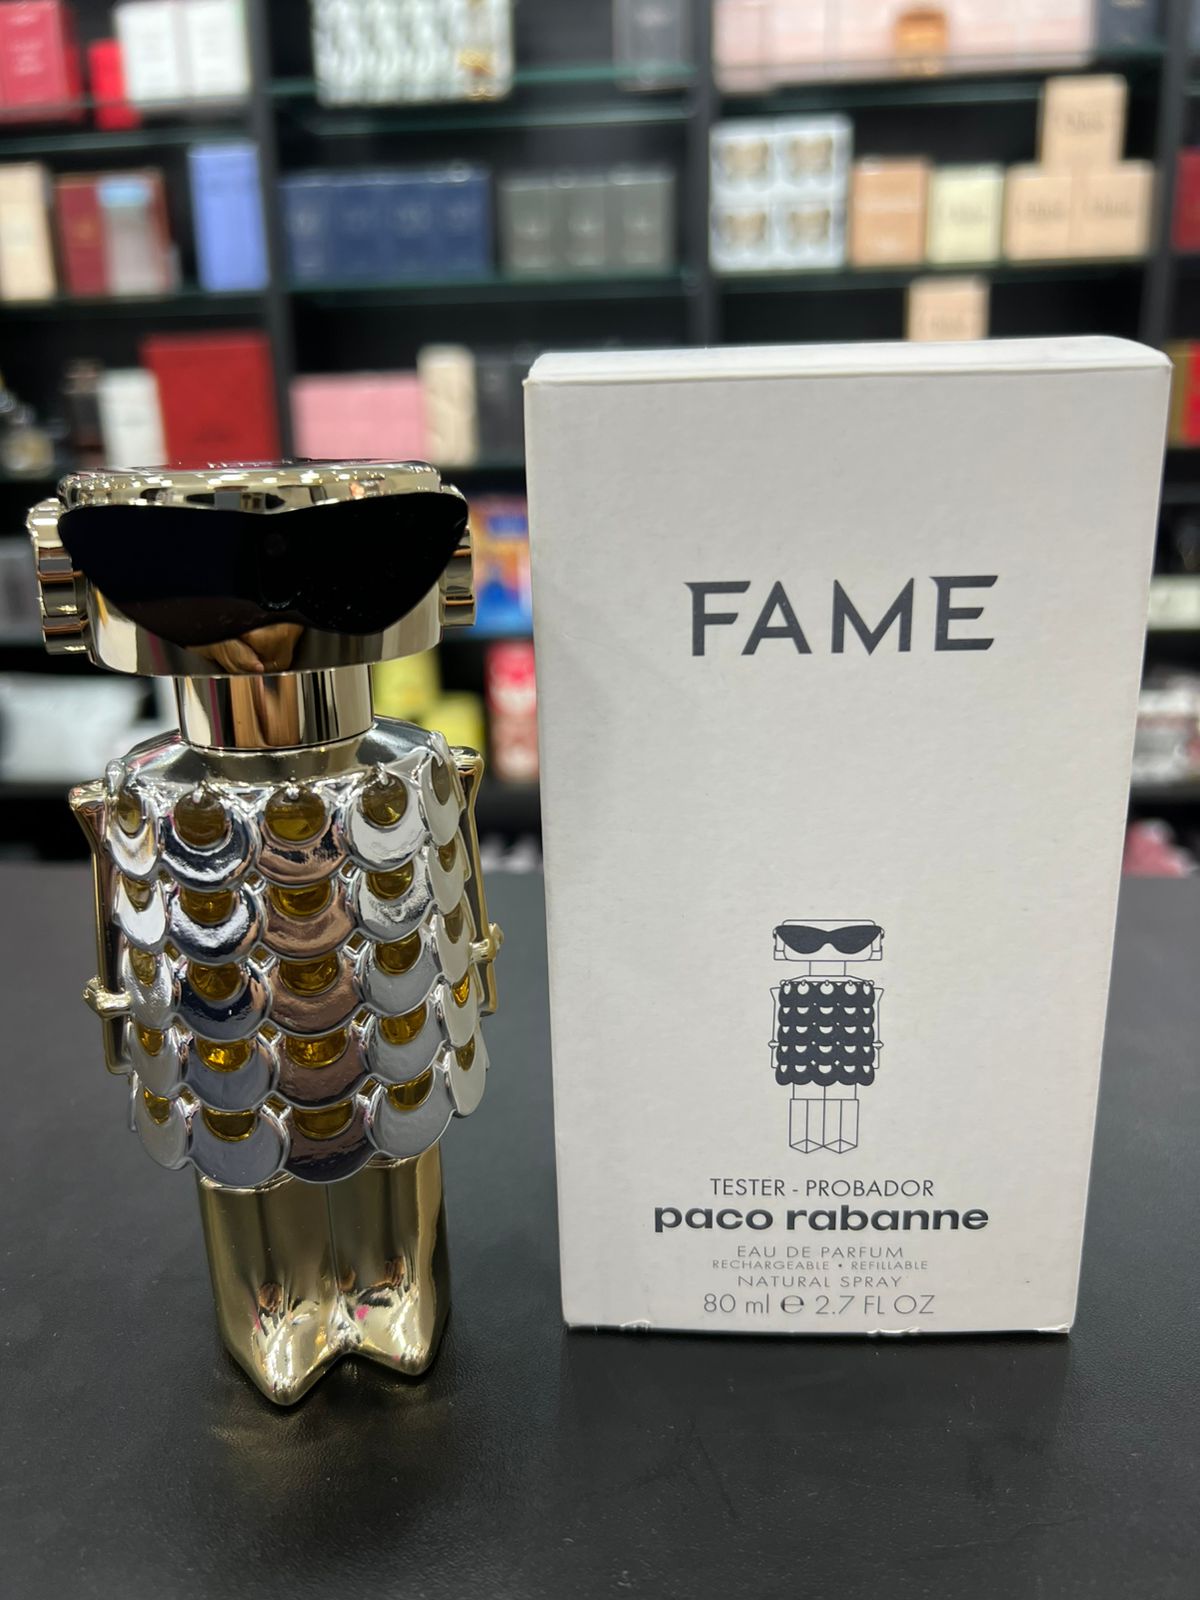 FAME
TESTER - PROBADOR
paco rabanne
EAU DE PARFUM
RECHARGEABLE • REFILLABLE
NATURAL SPRAY
80 ml ℮ 2.7 FL OZ